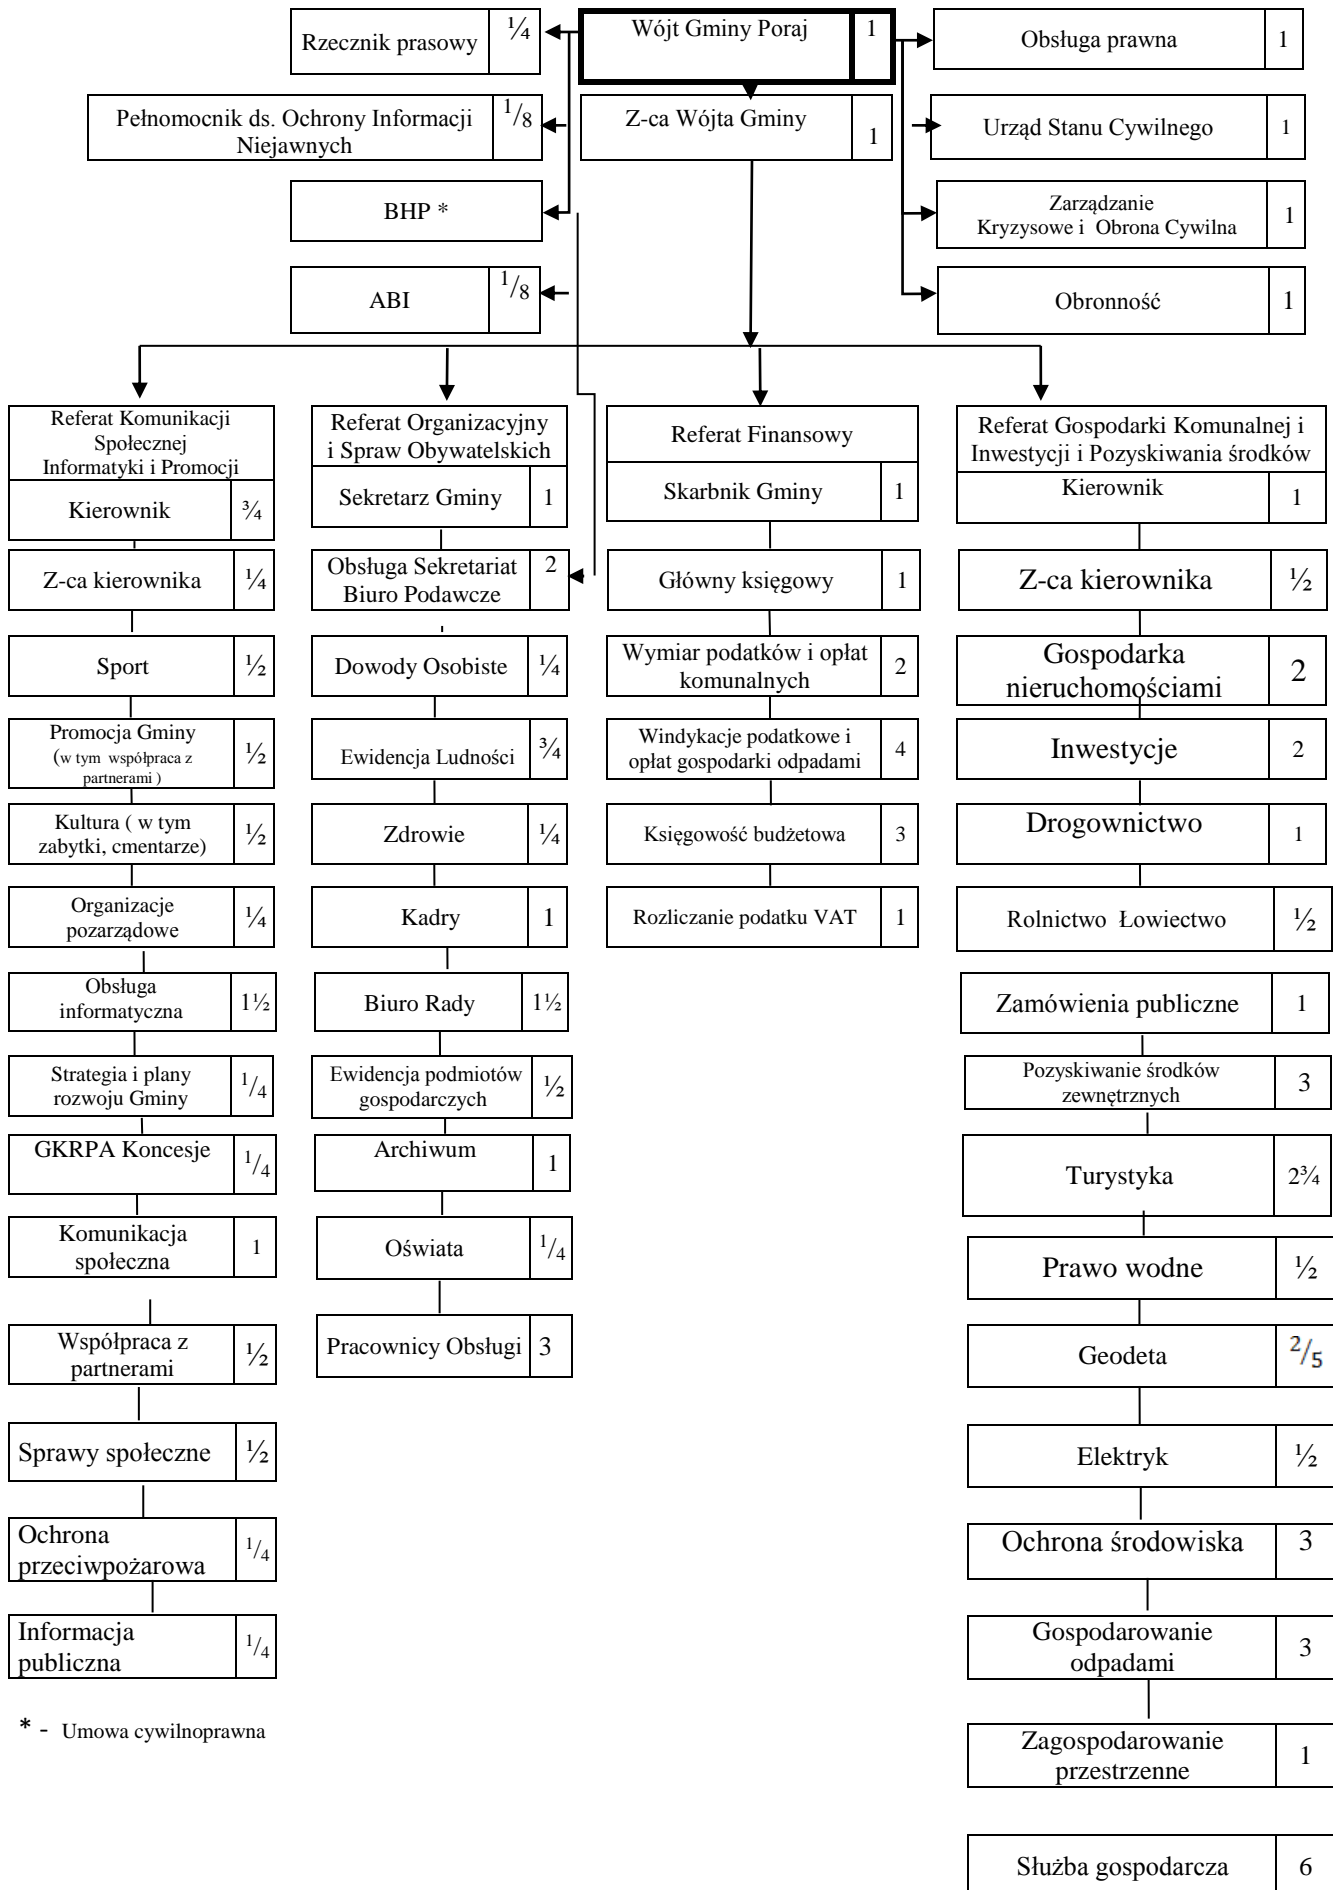 Rzecznik prasowy
¼
Wójt Gminy Poraj
1
Obsługa prawna
1
Pełnomocnik ds. Ochrony Informacji
Niejawnych
1/8
Z-ca Wójta Gminy
1
Urząd Stanu Cywilnego
1
BHP *
Zarządzanie
Kryzysowe i Obrona Cywilna
1
ABI
1/8
Obronność
1
Referat Komunikacji
Społecznej
Informatyki i Promocji
Kierownik
¾
Z-ca kierownika
¼
Sport
½
Promocja Gminy
(w tym współpraca z
partnerami )
½
Kultura ( w tym
zabytki, cmentarze)
½
Organizacje
pozarządowe
¼
Obsługa
informatyczna
1½
Strategia i plany
rozwoju Gminy
1/4
GKRPA Koncesje
1/4
Komunikacja
społeczna
1
Współpraca z
partnerami
½
Sprawy społeczne
½
Ochrona
przeciwpożarowa
1/4
Informacja
publiczna
1/4
* - Umowa cywilnoprawna
Referat Organizacyjny
i Spraw Obywatelskich
Sekretarz Gminy
1
Obsługa Sekretariat
Biuro Podawcze
2
Dowody Osobiste
¼
Ewidencja Ludności
¾
Zdrowie
¼
Kadry
1
Biuro Rady
1½
Ewidencja podmiotów
gospodarczych
½
Archiwum
1
Oświata
1/4
Pracownicy Obsługi
3
Referat Finansowy
Skarbnik Gminy
1
Główny księgowy
1
Wymiar podatków i opłat
komunalnych
2
Windykacje podatkowe i
opłat gospodarki odpadami
4
Księgowość budżetowa
3
Rozliczanie podatku VAT
1
Referat Gospodarki Komunalnej i
Inwestycji i Pozyskiwania środków
Kierownik
1
Z-ca kierownika
½
Gospodarka
nieruchomościami
2
Inwestycje
2
Drogownictwo
1
Rolnictwo Łowiectwo
½
Zamówienia publiczne
1
Pozyskiwanie środków
zewnętrznych
3
Turystyka
2¾
Prawo wodne
½
Geodeta
2/5
Elektryk
½
Ochrona środowiska
3
Gospodarowanie
odpadami
3
Zagospodarowanie
przestrzenne
1
Służba gospodarcza
6